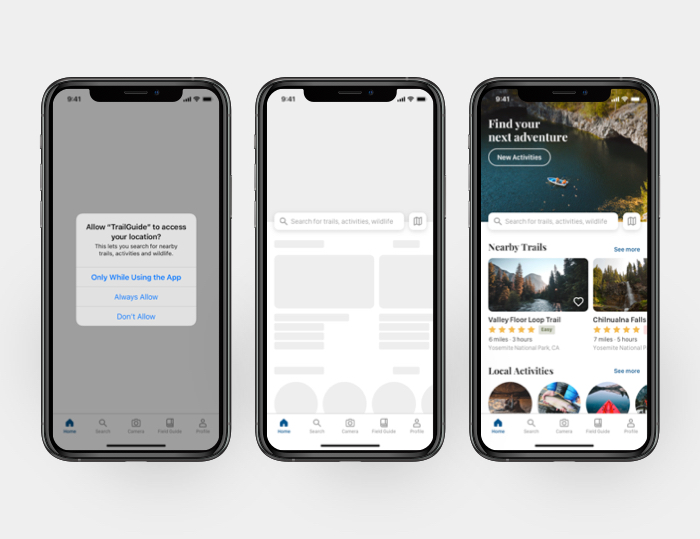 9:41
Allow "TrailGuide" to access
your location?
This lets you search for nearby
trails, activities and wildlife.
Only While Using the App
Always Allow
Don't Allow
Home
Search
Camera
Field Guide
Profile
9:41
Search for trails, activities, wildlife
Home
Search
Camera
Field Guide
Profile
9:41
Find your
next adventure
New Activities
Search for trails, activities, wildlife
Nearby Trails
See more
Valley Floor Loop Trail
Easy
6 miles · 3 hours
Yosemite National Park, CA
Chilnualna Falls
7 miles · 5 hours
Yosemite National P
Local Activities
See more
Home
Search
Camera
Field Guide
Profile